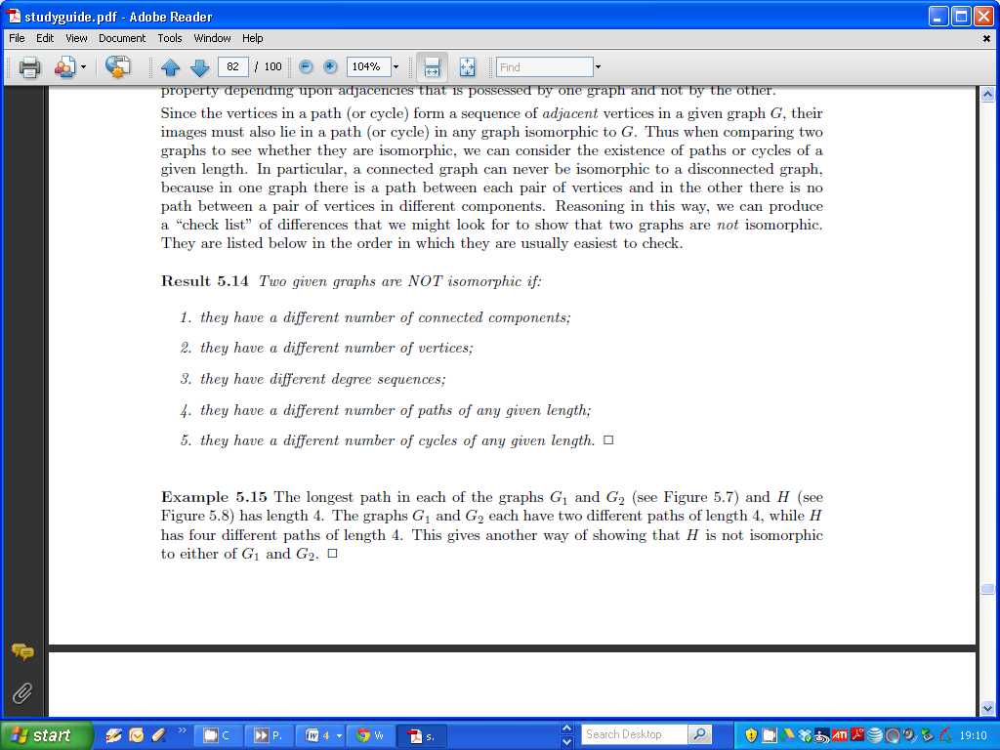 studyguide.pdf - Adobe Reader
File Edit View Document Tools Window Help
82 / 100 104% Find
property depending upon adjacencies that is possessed by one graph and not by the other.
Since the vertices in a path (or cycle) form a sequence of adjacent vertices in a given graph G, their
images must also lie in a path (or cycle) in any graph isomorphic to G. Thus when comparing two
graphs to see whether they are isomorphic, we can consider the existence of paths or cycles of a
given length. In particular, a connected graph can never be isomorphic to a disconnected graph,
because in one graph there is a path between each pair of vertices and in the other there is no
path between a pair of vertices in different components. Reasoning in this way, we can produce
a “check list” of differences that we might look for to show that two graphs are not isomorphic.
They are listed below in the order in which they are usually easiest to check.
Result 5.14 Two given graphs are NOT isomorphic if:
1. they have a different number of connected components;
2. they have a different number of vertices;
3. they have different degree sequences;
4. they have a different number of paths of any given length;
5. they have a different number of cycles of any given length. □
Example 5.15 The longest path in each of the graphs G₁ and G₂ (see Figure 5.7) and H (see
Figure 5.8) has length 4. The graphs G₁ and G₂ each have two different paths of length 4, while H
has four different paths of length 4. This gives another way of showing that H is not isomorphic
to either of G₁ and G₂. □
start C P. 4 W s. Search Desktop 19:10